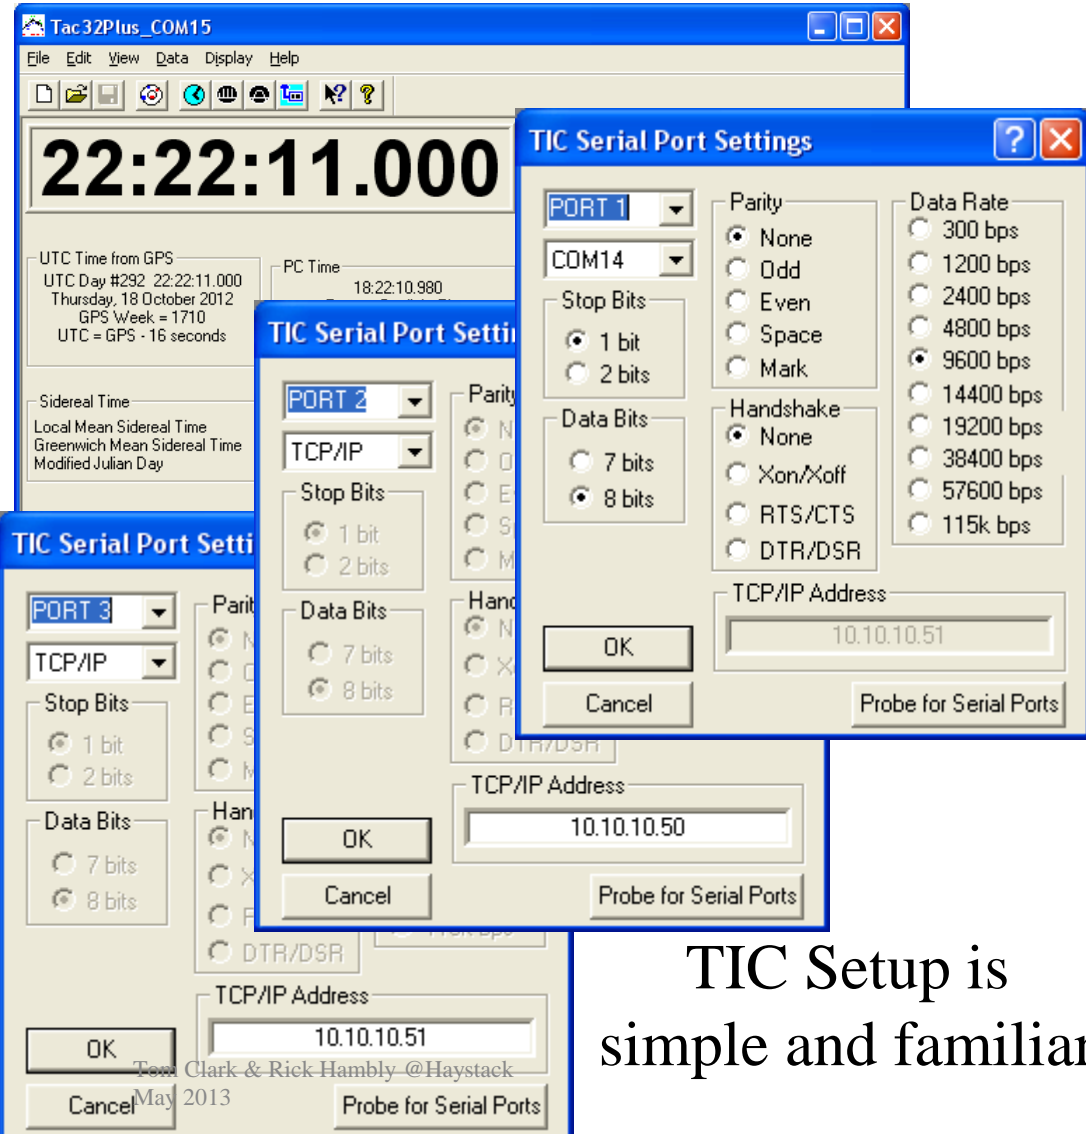 Tac32Plus_COM15
File Edit View Data Display Help
22:22:11.000
UTC Time from GPS
UTC Day #292 22:22:11.000
Thursday, 18 October 2012
GPS Week = 1710
UTC = GPS - 16 seconds
PC Time
18:22:10.980
Sidereal Time
Local Mean Sidereal Time
Greenwich Mean Sidereal Time
Modified Julian Day
TIC Serial Port Settings
PORT 1
COM14
Stop Bits
1 bit
2 bits
Data Bits
7 bits
8 bits
Parity
None
Odd
Even
Space
Mark
Handshake
None
Xon/Xoff
RTS/CTS
DTR/DSR
Data Rate
300 bps
1200 bps
2400 bps
4800 bps
9600 bps
14400 bps
19200 bps
38400 bps
57600 bps
115k bps
TCP/IP Address
10.10.10.51
OK
Cancel
Probe for Serial Ports
TIC Serial Port
PORT 2
TCP/IP
Stop Bits
1 bit
2 bits
Data Bits
7 bits
8 bits
DTR/DSR
TCP/IP Address
10.10.10.50
OK
Cancel
Probe for Serial Ports
TIC Serial Port
PORT 3
TCP/IP
Stop Bits
1 bit
2 bits
Data Bits
7 bits
8 bits
DTR/DSR
TCP/IP Address
10.10.10.51
OK
Cancel
Probe for Serial Ports
TIC Setup is
simple and familiar
Tom Clark & Rick Hambly @Haystack
May 2013